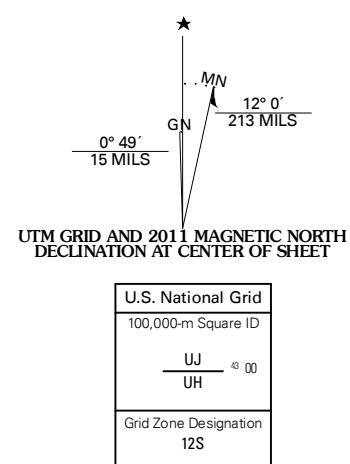 ★
MN
GN
12° 0´
213 MILS
0° 49´
15 MILS
UTM GRID AND 2011 MAGNETIC NORTH
DECLINATION AT CENTER OF SHEET
U.S. National Grid
100,000-m Square ID
UJ
43 00
UH
Grid Zone Designation
12S